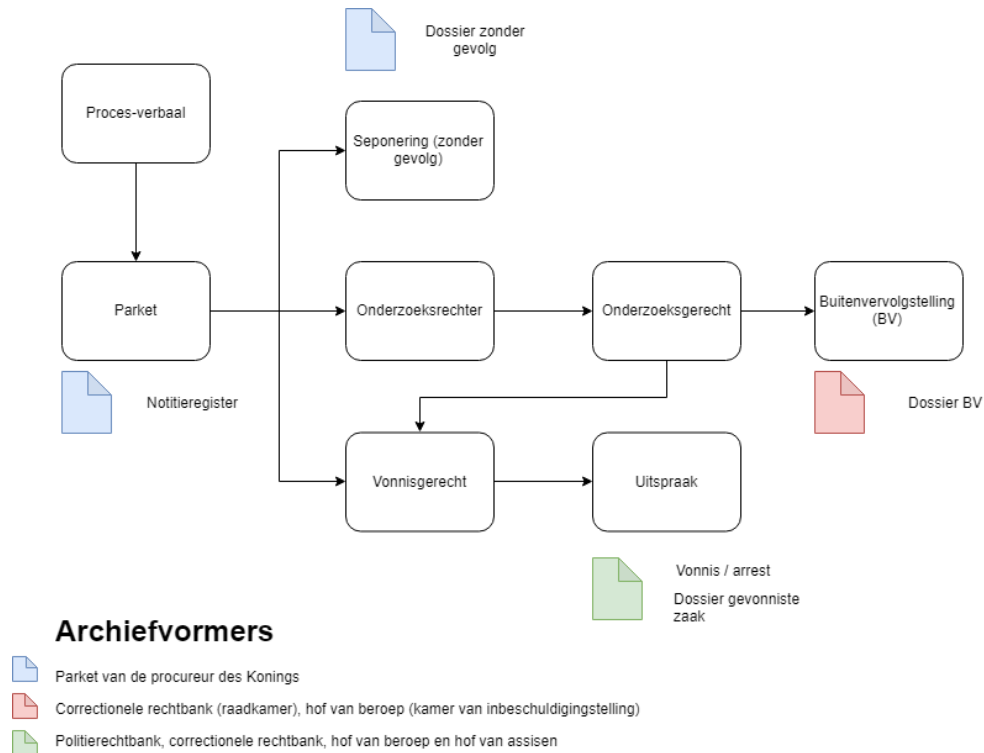 Dossier zonder
gevolg
Proces-verbaal
Seponering (zonder
gevolg)
Parket
Onderzoeksrechter
Onderzoeksgerecht
Buitenvervolgstelling
(BV)
Notitieregister
Dossier BV
Vonnisgerecht
Uitspraak
Vonnis / arrest
Dossier gevonniste
zaak
Archiefvormers
Parket van de procureur des Konings
Correctionele rechtbank (raadkamer), hof van beroep (kamer van inbeschuldigingstelling)
Politierechtbank, correctionele rechtbank, hof van beroep en hof van assisen